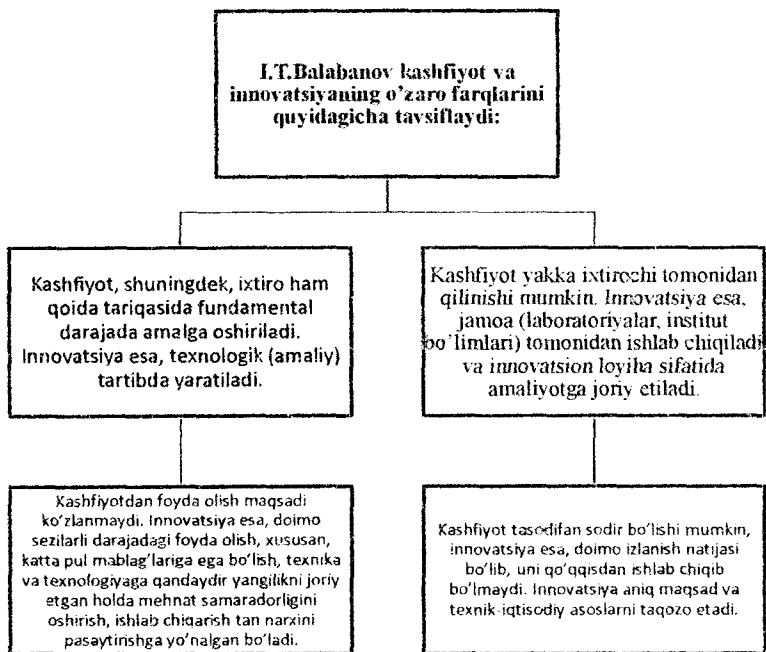 I.T.Balabanov kashfiyot va
innovatsiyaning o'zaro farqlarini
quyidagicha tavsiflaydi:
Kashfiyot, shuningdek, ixtiro ham
qoida tariqasida fundamental
darajada amalga oshiriladi.
Innovatsiya esa, texnologik (amaliy)
tartibda yaratiladi.
Kashfiyot yakka ixtirochi tomonidan
qilinishi mumkin. Innovatsiya esa,
jamoa (laboratoriyalar, institut
bo'limlari) tomonidan ishlab chiqiladi
va innovatsion loyiha sifatida
amaliyotga joriy etiladi.
Kashfiyotdan foyda olish maqsadi
ko'zlanmaydi. Innovatsiya esa, doimo
sezilarli darajadagi foyda olish, xususan,
katta pul mablag'lariga ega bo'lish, texnika
va texnologiyaga qandaydir yangilikni joriy
etgan holda mehnat samaradorligini
oshirish, ishlab chiqarish tan narxini
pasaytirishga yo'nalgan bo'ladi.
Kashfiyot tasodifan sodir bo'lishi mumkin,
innovatsiya esa, doimo izlanish natijasi
bo'lib, uni qo'qqisdan ishlab chiqib
bo'lmaydi. Innovatsiya aniq maqsad va
texnik-iqtisodiy asoslarni taqozo etadi.